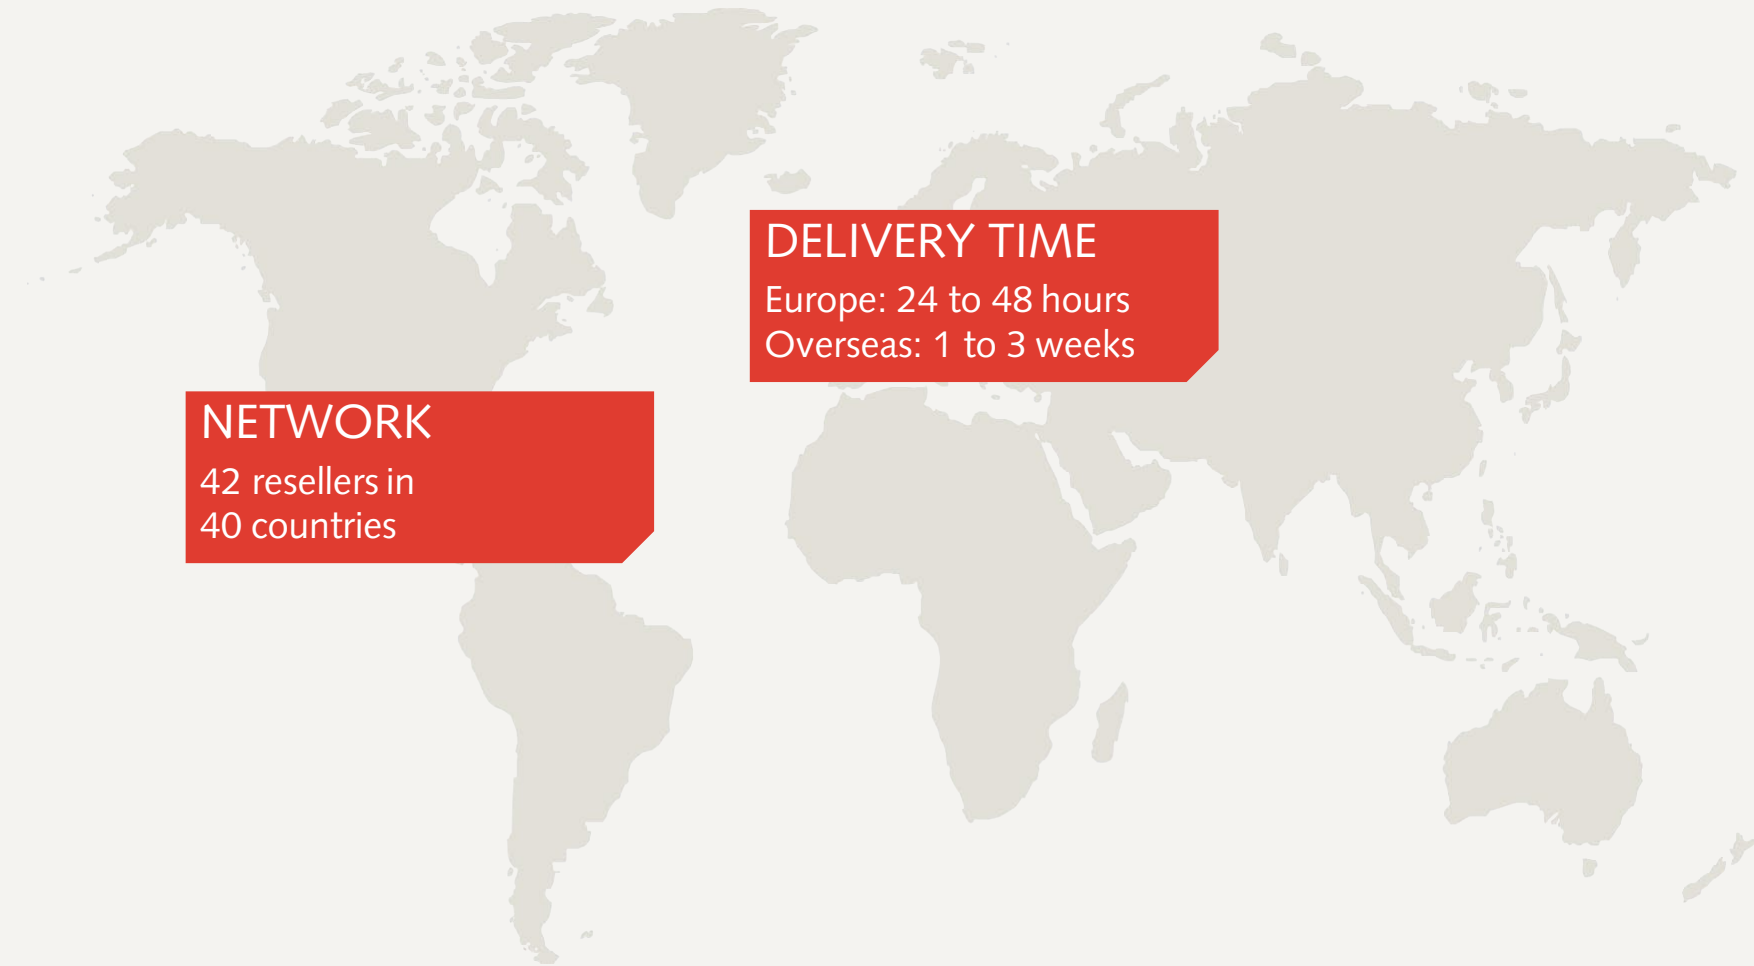 DELIVERY TIME
Europe: 24 to 48 hours
Overseas: 1 to 3 weeks
NETWORK
42 resellers in
40 countries